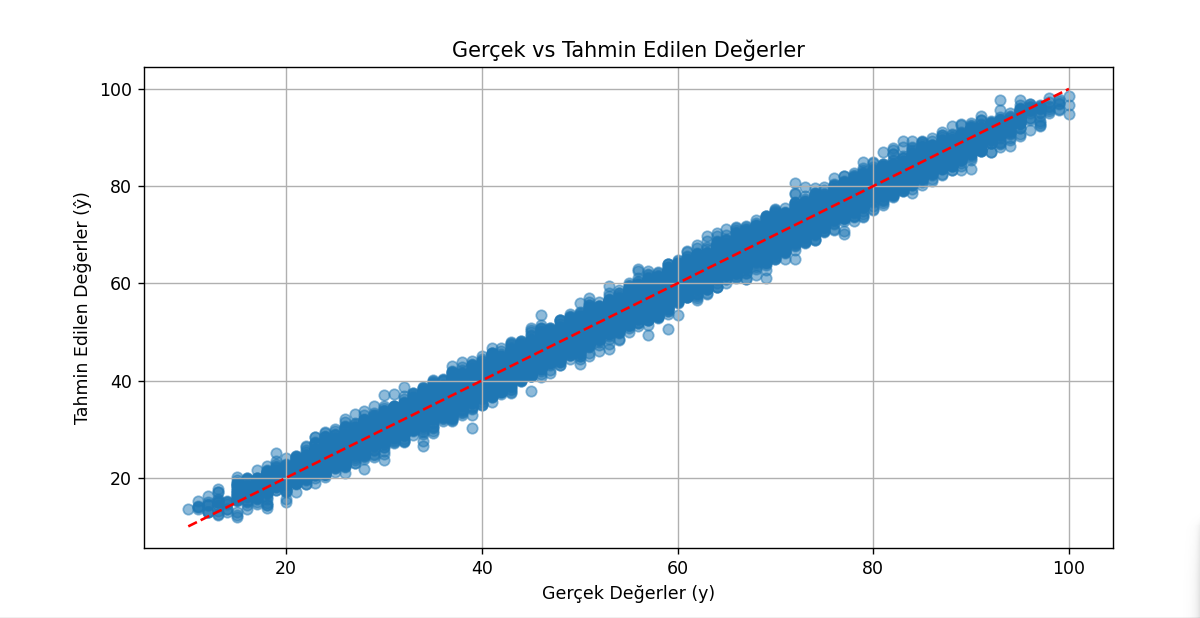 Gerçek vs Tahmin Edilen Değerler
100
80
60
40
20
Tahmin Edilen Değerler (ŷ)
20 40 60 80 100
Gerçek Değerler (y)